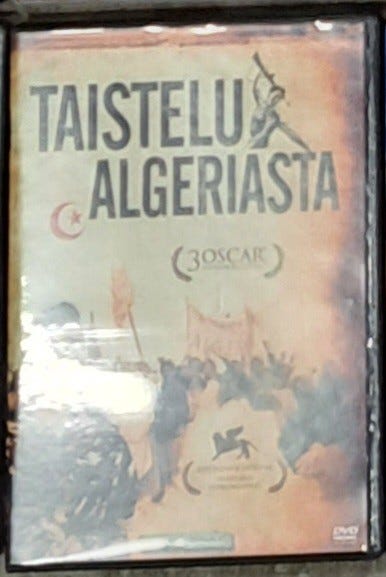 TAISTELU
ALGERIASTA
3 OSCAR
DVD